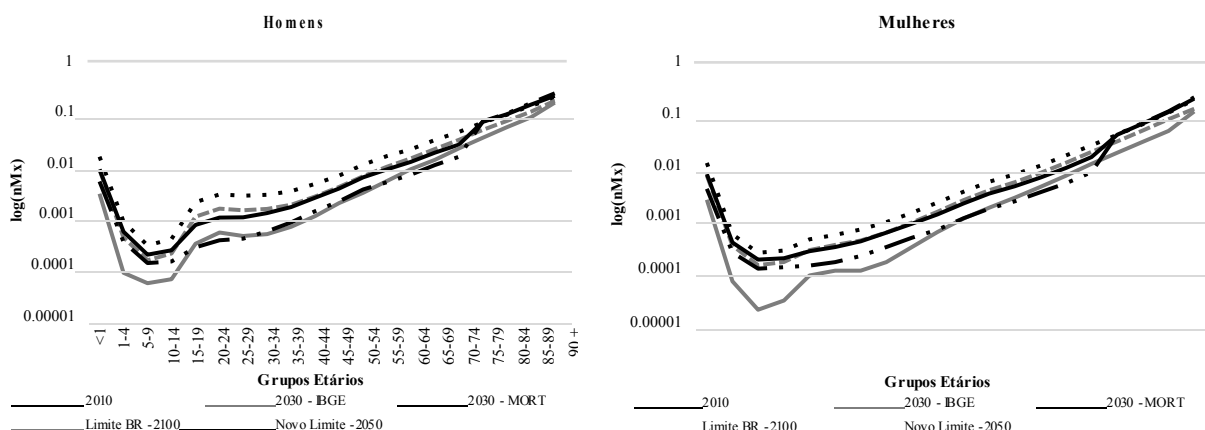 Homens
1
0.1
0.01
0.001
0.0001
0.00001
log(nMx)
<1
1-4
5-9
10-14
15-19
20-24
25-29
30-34
35-39
40-44
45-49
50-54
55-59
60-64
65-69
70-74
75-79
80-84
85-89
90 +
Grupos Etários
2010
2030 - IBGE
2030 - MORT
Limite BR - 2100
Novo Limite - 2050
Mulheres
1
0.1
0.01
0.001
0.0001
0.00001
log(nMx)
Grupos Etários
2010
2030 - IBGE
2030 - MORT
Limite BR - 2100
Novo Limite - 2050